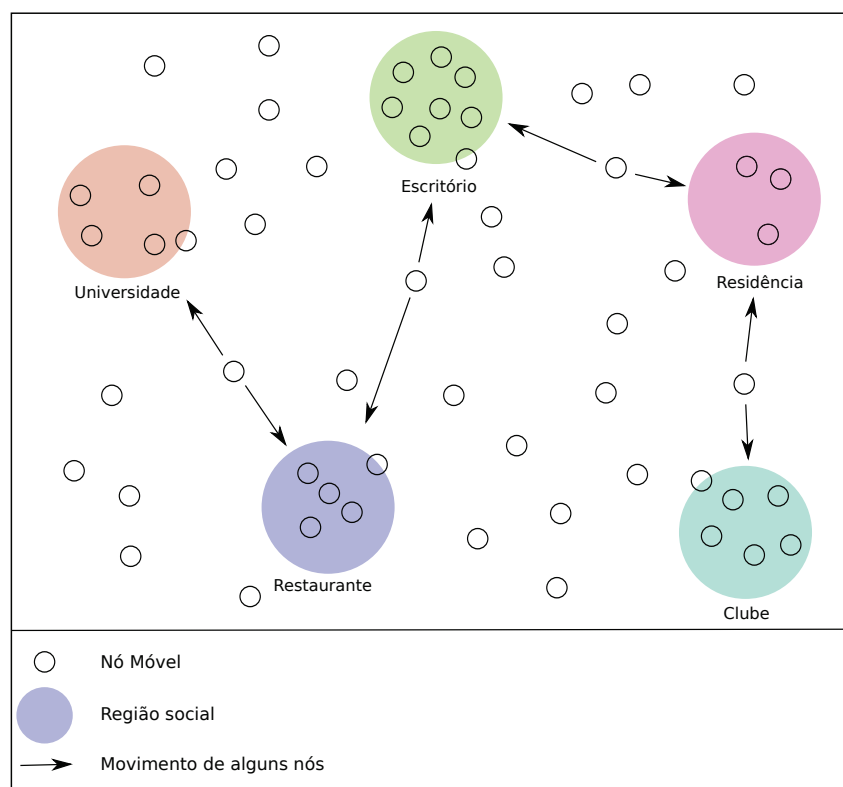 Escritório
Universidade
Residência
Restaurante
Clube
Nó Móvel
Região social
Movimento de alguns nós